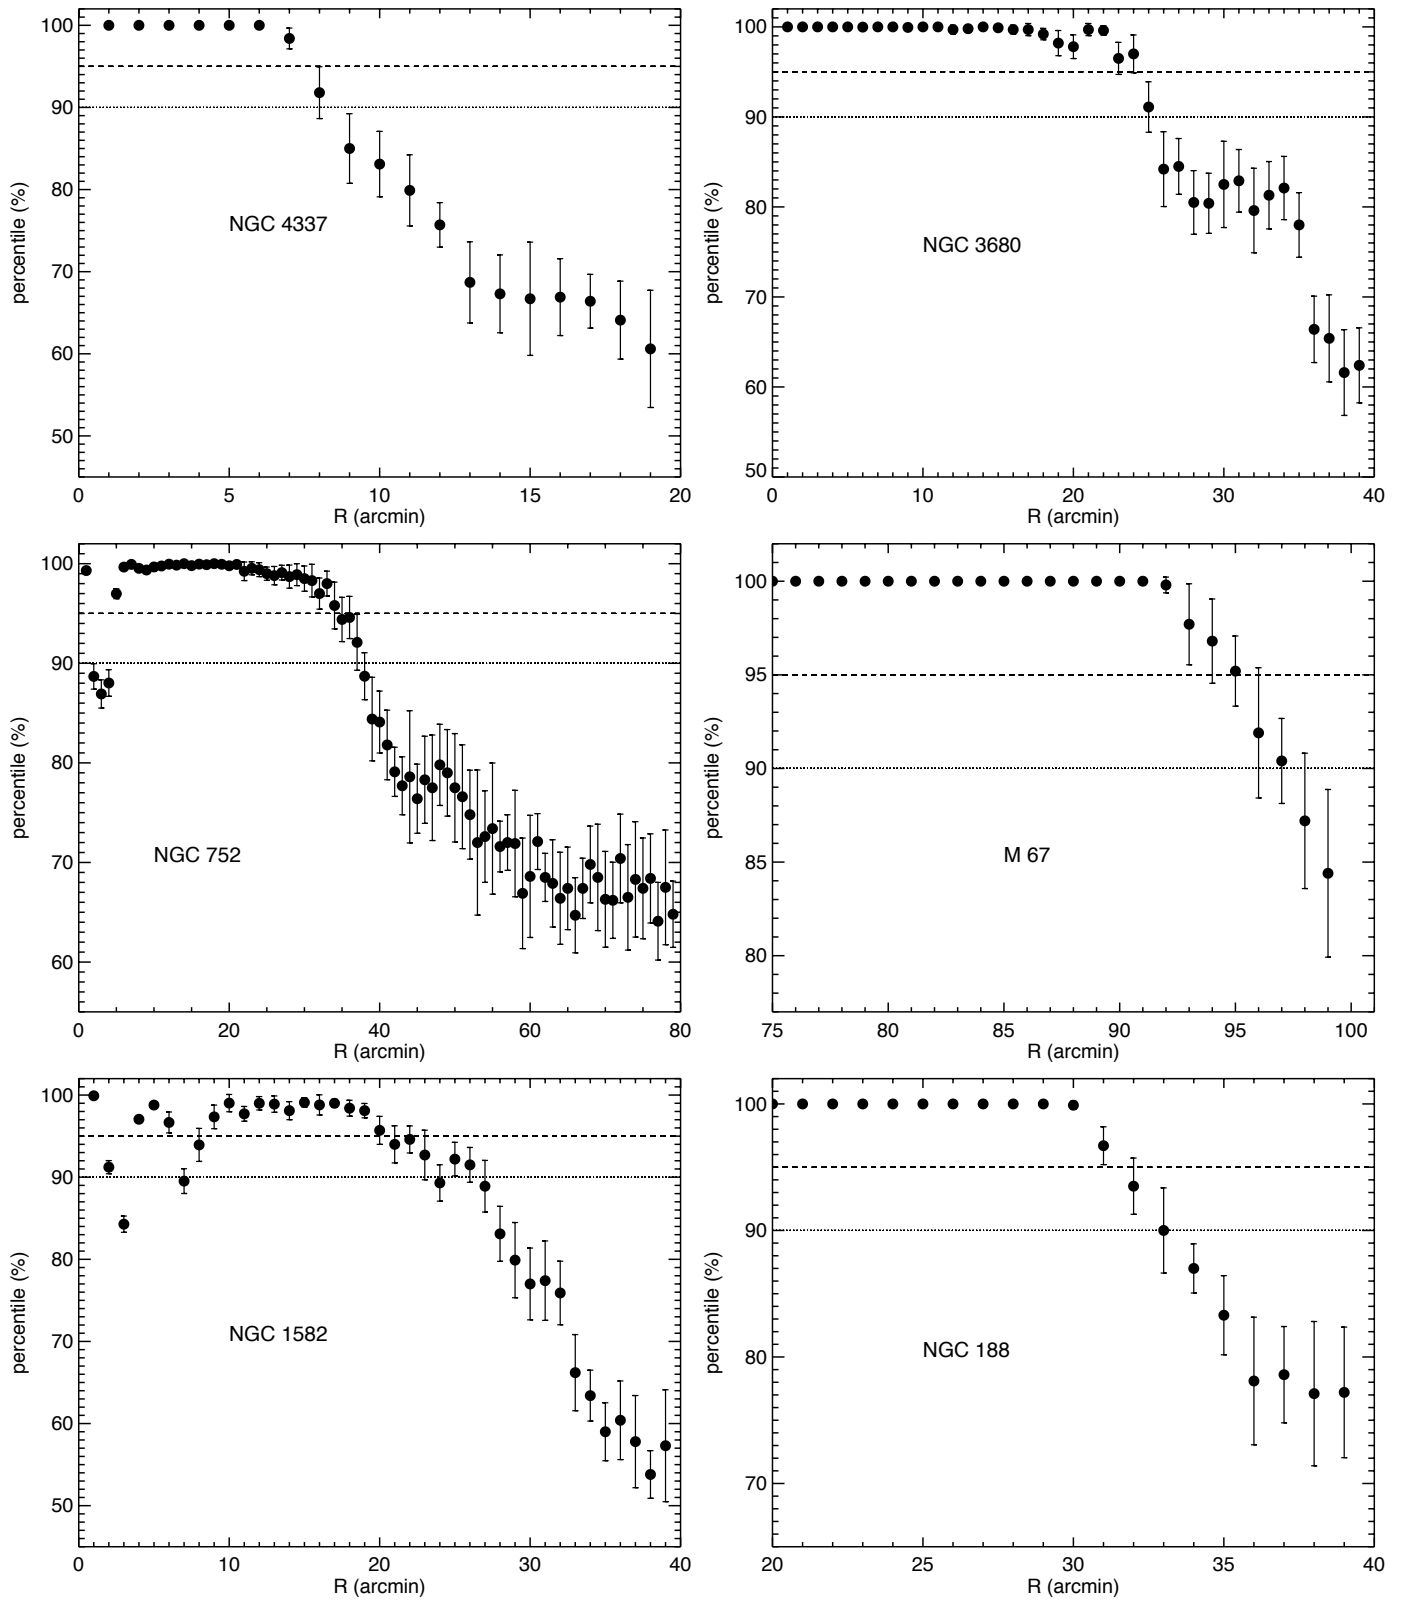 100
90
80
70
60
50
percentile (%)
NGC 4337
0 5 10 15 20
R (arcmin)
100
90
80
70
60
50
percentile (%)
NGC 3680
0 10 20 30 40
R (arcmin)
100
90
80
70
60
percentile (%)
NGC 752
0 20 40 60 80
R (arcmin)
100
95
90
85
80
percentile (%)
M 67
75 80 85 90 95 100
R (arcmin)
100
90
80
70
60
50
percentile (%)
NGC 1582
0 10 20 30 40
R (arcmin)
100
90
80
70
percentile (%)
NGC 188
20 25 30 35 40
R (arcmin)